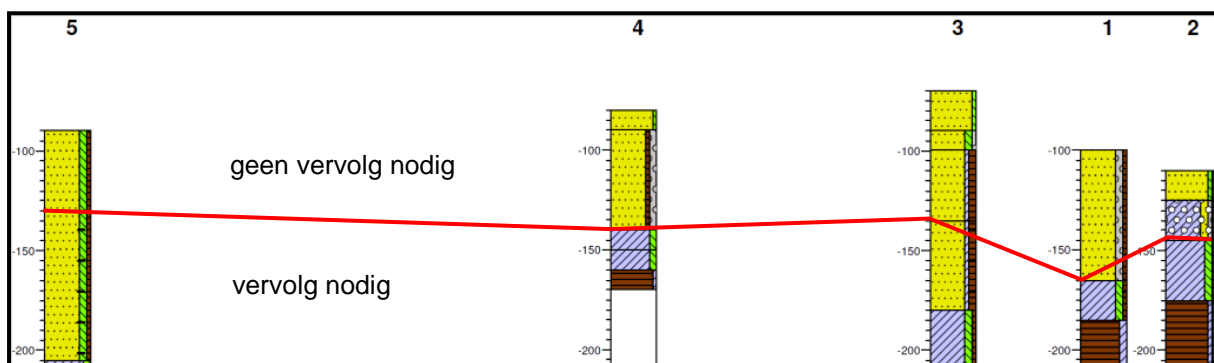 5 4 3 1 2
-100 -100 -100 -100
geen vervolg nodig
-150 -150 -150 -150 -150
vervolg nodig
-200 -200 -200 -200 -200